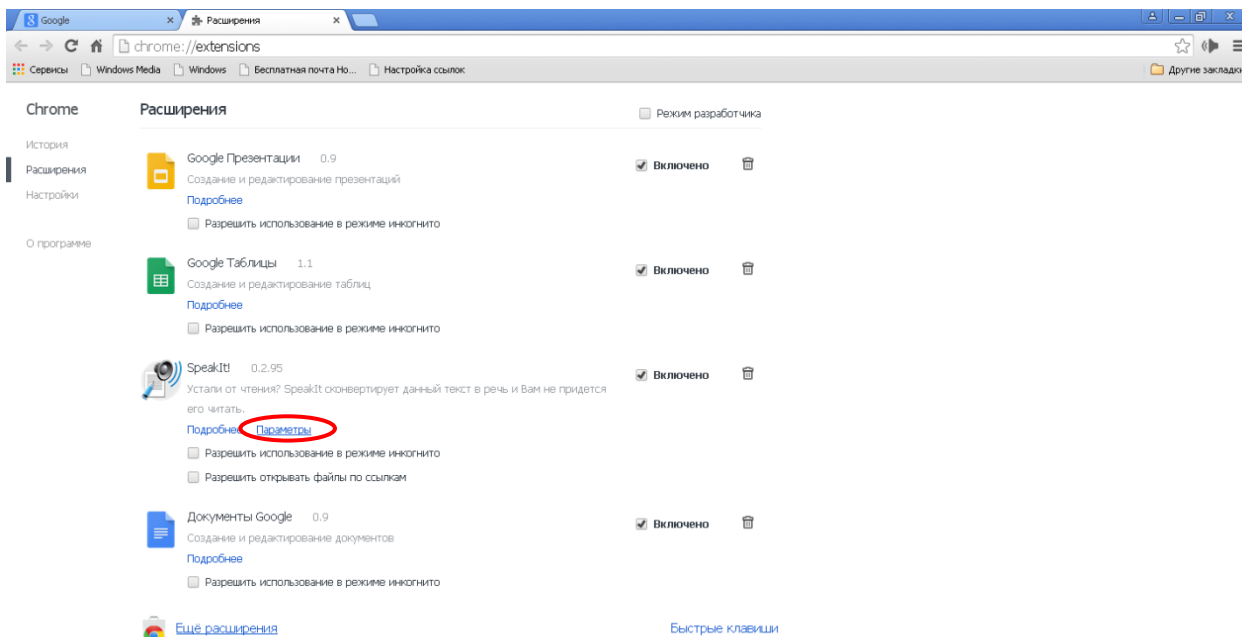 Google
Расширения
chrome://extensions
Сервисы Windows Media Windows Бесплатная почта Ho... Настройка ссылок Другие закладки
Chrome
История
Расширения
Настройки
О программе
Расширения Режим разработчика
Google Презентации 0.9 Включено
Создание и редактирование презентаций
Подробнее
Разрешить использование в режиме инкогнито
Google Таблицы 1.1 Включено
Создание и редактирование таблиц
Подробнее
Разрешить использование в режиме инкогнито
SpeakIt! 0.2.95 Включено
Устали от чтения? SpeakIt сконвертирует данный текст в речь и Вам не придется
его читать.
Подробнее Параметры
Разрешить использование в режиме инкогнито
Разрешить открывать файлы по ссылкам
Документы Google 0.9 Включено
Создание и редактирование документов
Подробнее
Разрешить использование в режиме инкогнито
Ещё расширения Быстрые клавиши